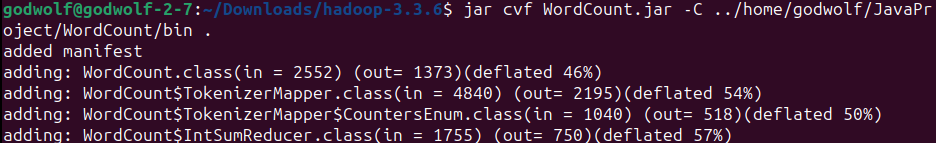 godwolf@godwolf-2-7:~/Downloads/hadoop-3.3.6$ jar cvf WordCount.jar -C ../home/godwolf/JavaPr
oject/WordCount/bin .
added manifest
adding: WordCount.class(in = 2552) (out= 1373)(deflated 46%)
adding: WordCount$TokenizerMapper.class(in = 4840) (out= 2195)(deflated 54%)
adding: WordCount$TokenizerMapper$CountersEnum.class(in = 1040) (out= 518)(deflated 50%)
adding: WordCount$IntSumReducer.class(in = 1755) (out= 750)(deflated 57%)